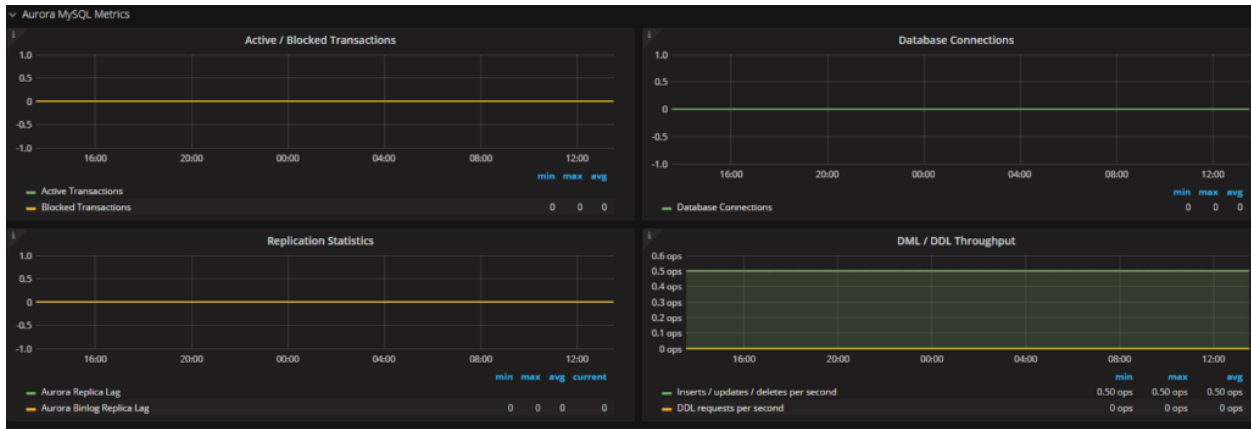 Aurora MySQL Metrics
Active / Blocked Transactions
1.0
0.5
0
-0.5
-1.0
16:00 20:00 00:00 04:00 08:00 12:00
min max avg
Active Transactions
Blocked Transactions 0 0 0
Database Connections
1.0
0.5
0
-0.5
-1.0
16:00 20:00 00:00 04:00 08:00 12:00
min max avg
Database Connections 0 0 0
Replication Statistics
1.0
0.5
0
-0.5
-1.0
16:00 20:00 00:00 04:00 08:00 12:00
min max avg current
Aurora Replica Lag
Aurora Binlog Replica Lag 0 0 0 0
DML / DDL Throughput
0.6 ops
0.5 ops
0.4 ops
0.3 ops
0.2 ops
0.1 ops
0 ops
16:00 20:00 00:00 04:00 08:00 12:00
min max avg
Inserts / updates / deletes per second 0.50 ops 0.50 ops 0.50 ops
DDL requests per second 0 ops 0 ops 0 ops